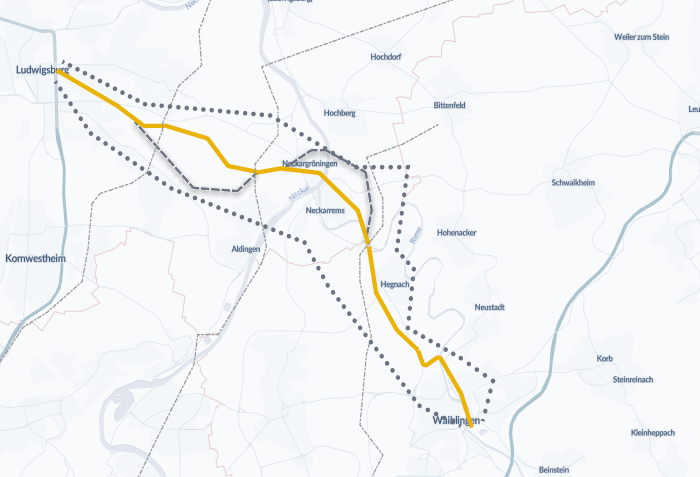 Weiler zum Stein
Hochdorf
Ludwigsburg
Bittenfeld
Hochberg
Neckargröningen
Schwaikheim
Neckar
Neckarrems
Rems
Hohenacker
Aldingen
Kornwestheim
Hegnach
Neustadt
Korb
Steinreinach
Waiblingen
Kleinheppach
Beinstein